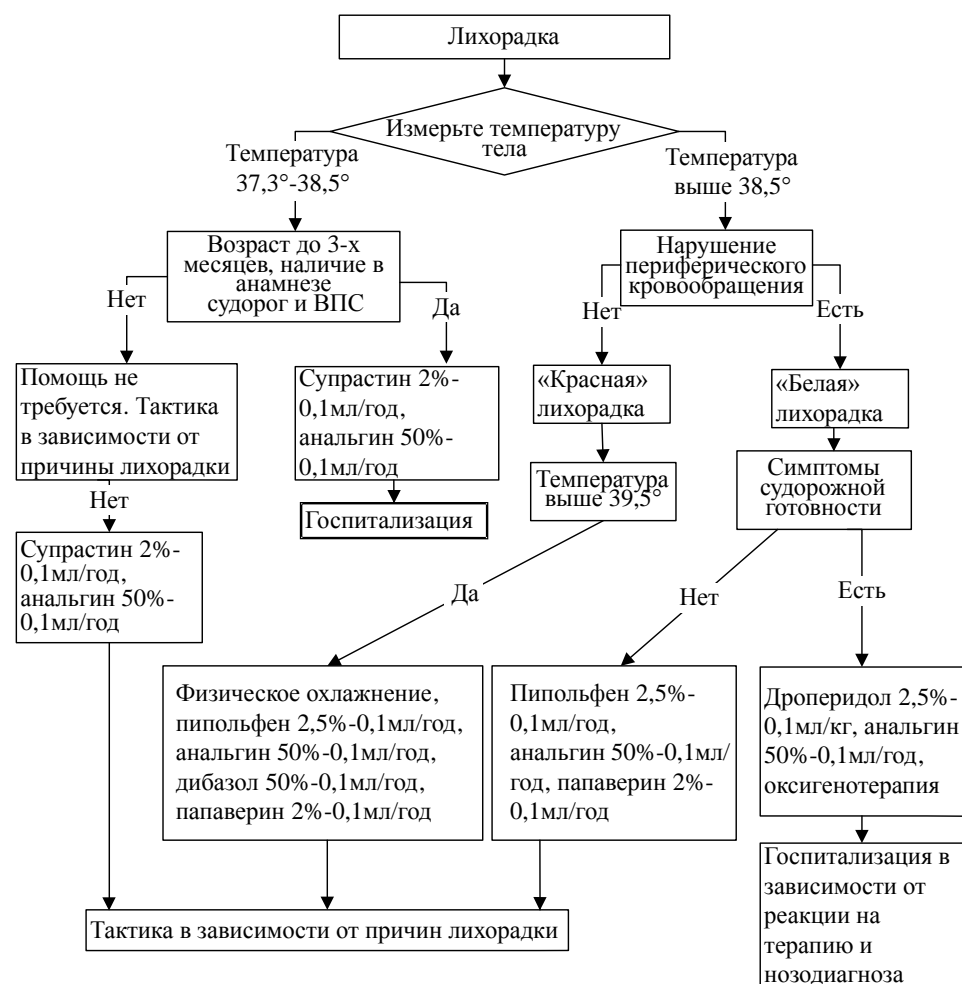 Лихорадка
Измерьте температуру
тела
Температура
37,3°-38,5°
Температура
выше 38,5°
Возраст до 3-х
месяцев, наличие в
анамнезе
судорог и ВПС
Нарушение
периферического
кровообращения
Нет
Да
Нет
Есть
Помощь не
требуется. Тактика
в зависимости от
причины лихорадки
Супрастин 2%-
0,1мл/год,
анальгин 50%-
0,1мл/год
«Красная»
лихорадка
«Белая»
лихорадка
Госпитализация
Температура
выше 39,5°
Симптомы
судорожной
готовности
Нет
Супрастин 2%-
0,1мл/год,
анальгин 50%-
0,1мл/год
Да
Нет
Есть
Физическое охлажнение,
пипольфен 2,5%-0,1мл/год,
анальгин 50%-0,1мл/год,
дибазол 50%-0,1мл/год,
папаверин 2%-0,1мл/год
Пипольфен 2,5%-
0,1мл/год,
анальгин 50%-0,1мл/
год, папаверин 2%-
0,1мл/год
Дроперидол 2,5%-
0,1мл/кг, анальгин
50%-0,1мл/год,
оксигенотерапия
Тактика в зависимости от причин лихорадки
Госпитализация в
зависимости от
реакции на
терапию и
нозодиагноза